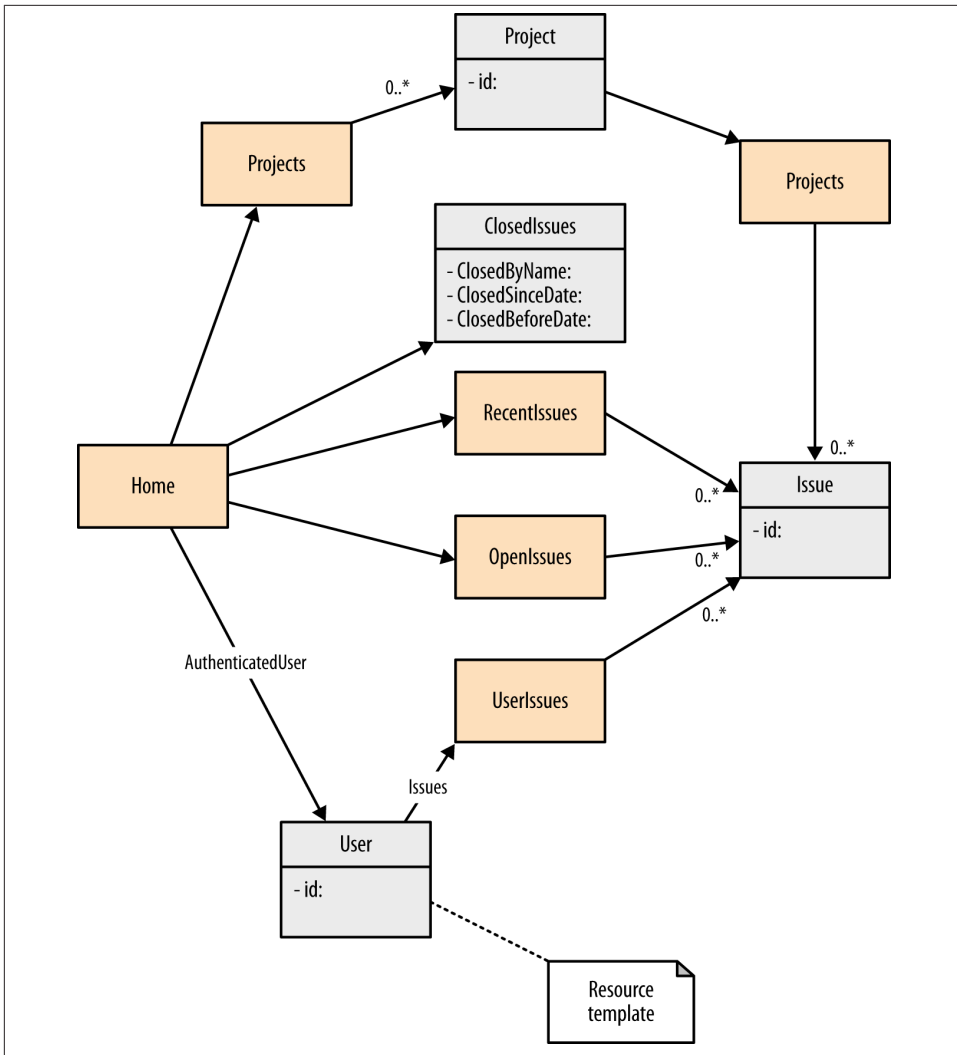 Project
- id:
0..*
Projects
Projects
ClosedIssues
- ClosedByName:
- ClosedSinceDate:
- ClosedBeforeDate:
RecentIssues
0..*
Home
0..*
Issue
- id:
OpenIssues
0..*
0..*
AuthenticatedUser
UserIssues
Issues
User
- id:
Resource
template